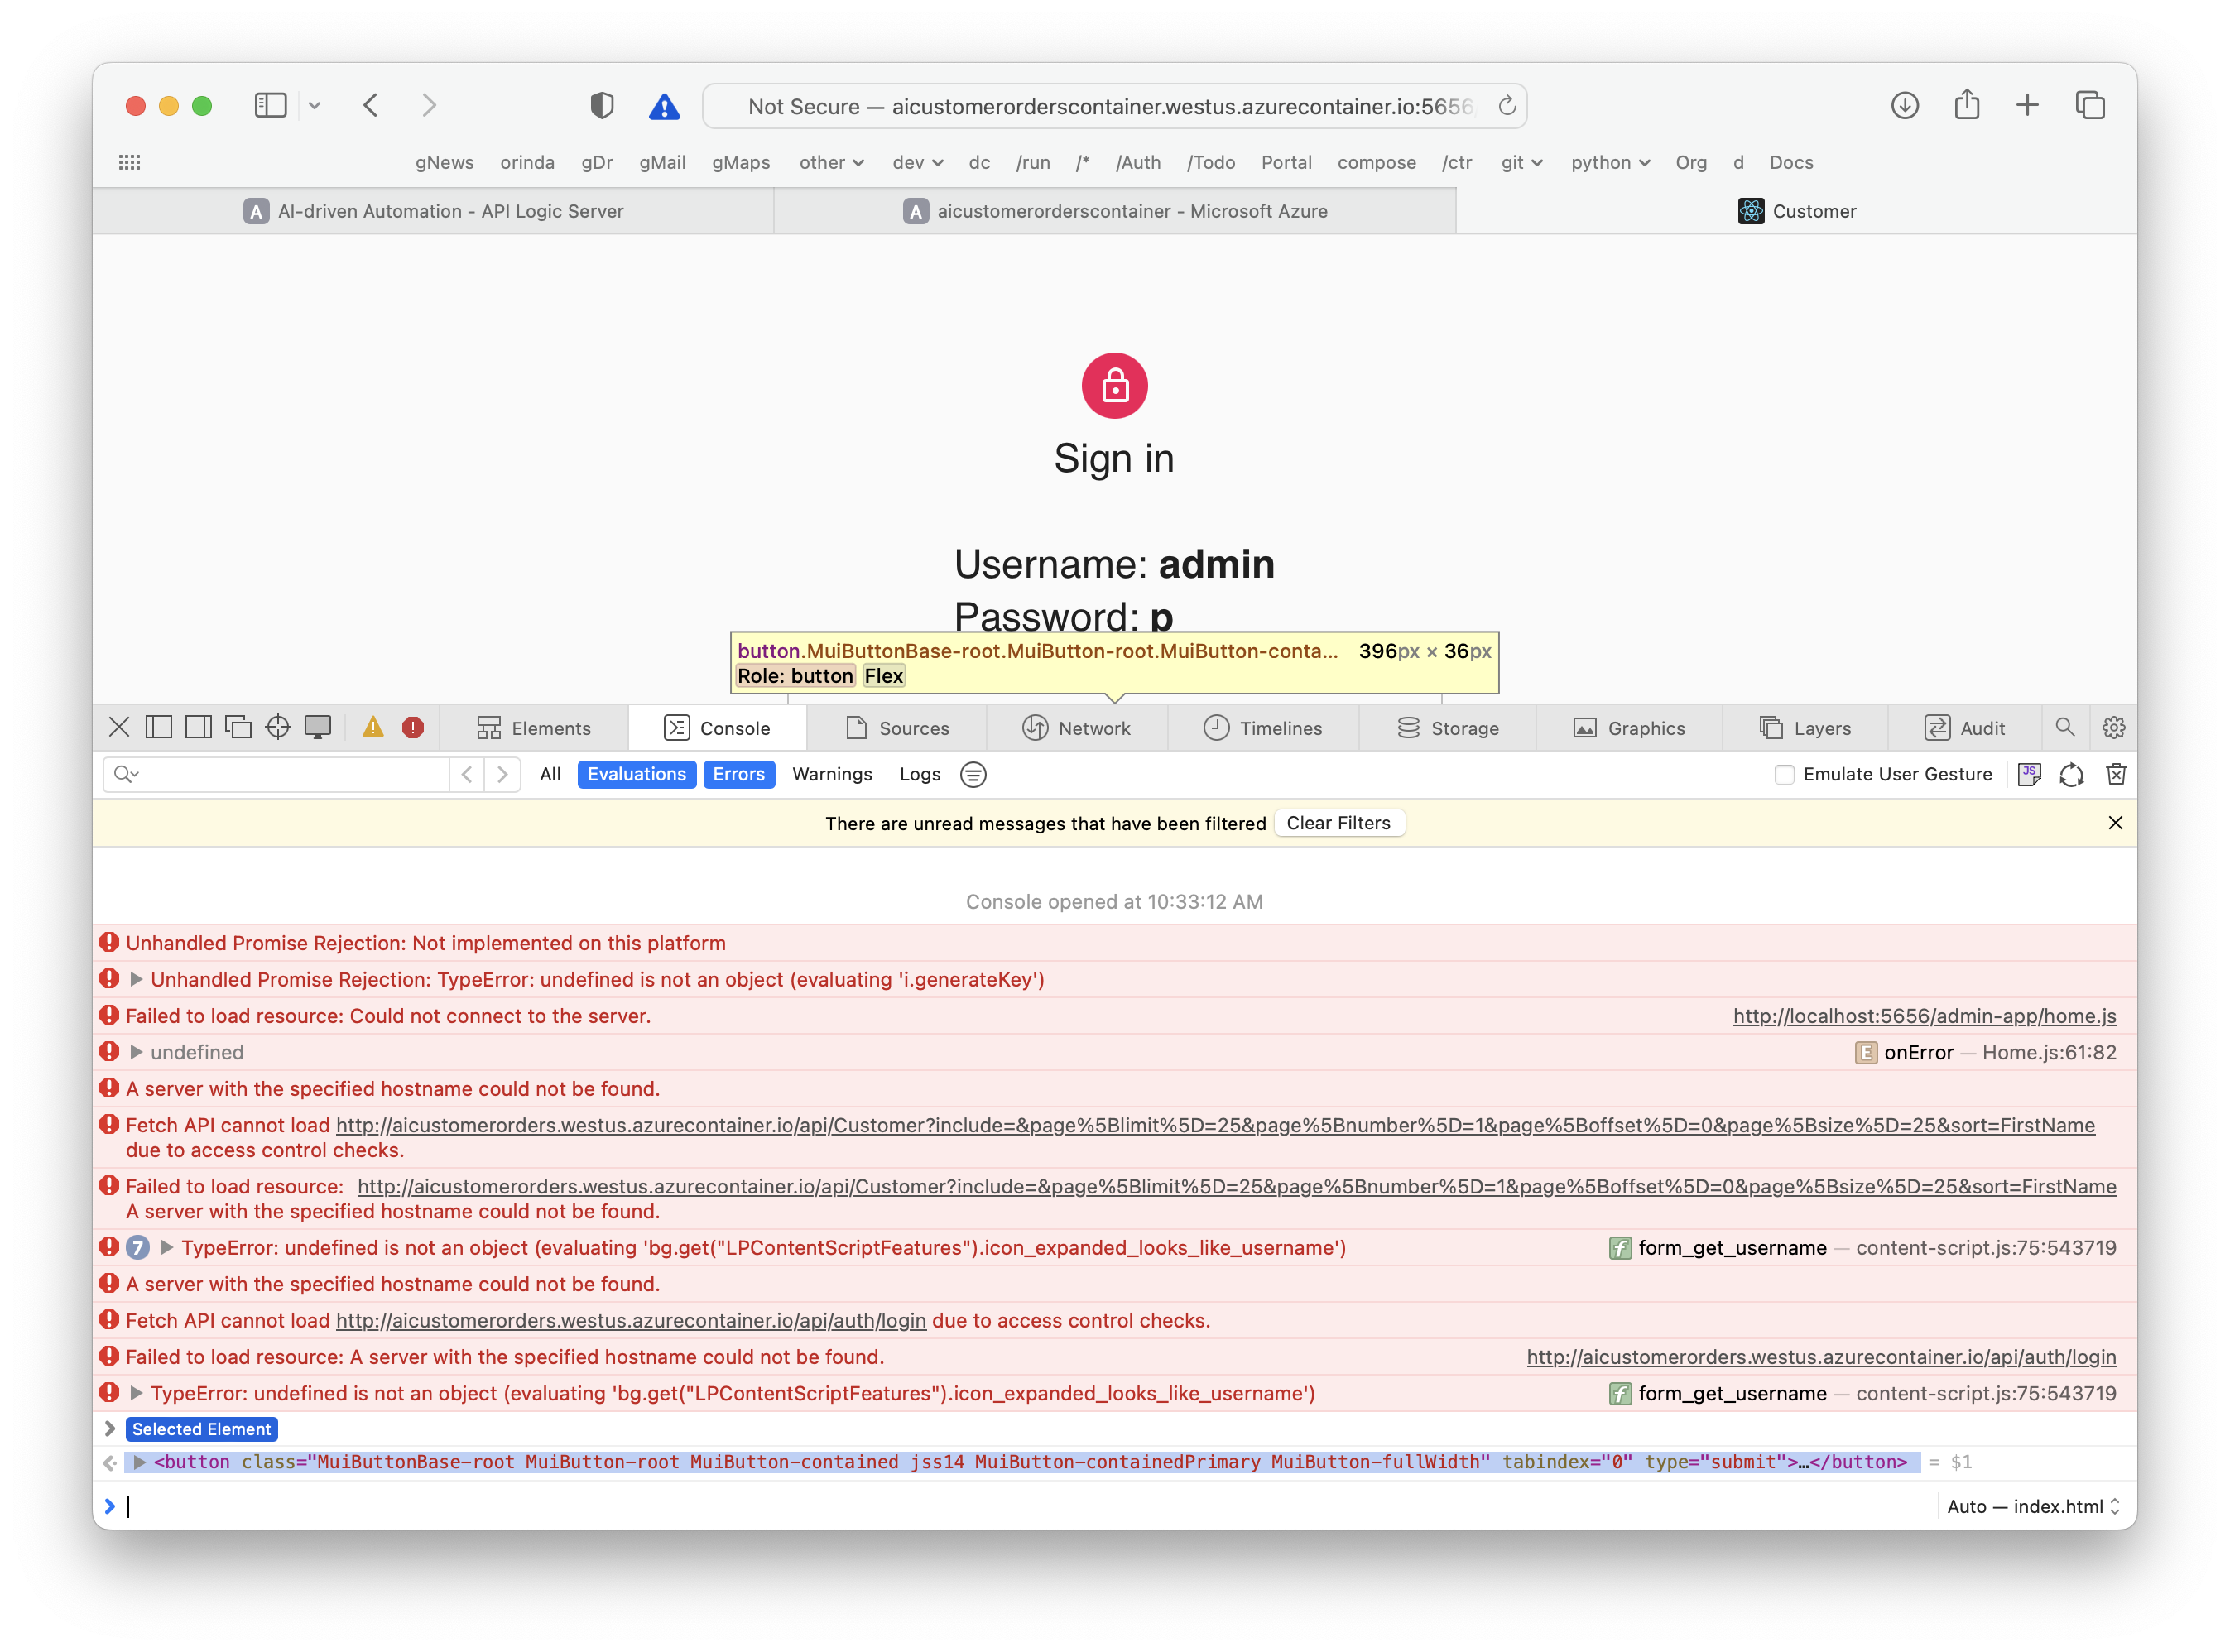 Not Secure — aicustomerorderscontainer.westus.azurecontainer.io:5656
gNews orinda gDr gMail gMaps other dev dc /run /* /Auth /Todo Portal compose /ctr git python Org d Docs
A AI-driven Automation - API Logic Server
A aicustomerorderscontainer - Microsoft Azure
Customer
Sign in
Username: admin
Password: p
button.MuiButtonBase-root.MuiButton-root.MuiButton-conta... 396px × 36px
Role: button Flex
Elements Console Sources Network Timelines Storage Graphics Layers Audit
All Evaluations Errors Warnings Logs Emulate User Gesture JS
There are unread messages that have been filtered Clear Filters
Console opened at 10:33:12 AM
Unhandled Promise Rejection: Not implemented on this platform
Unhandled Promise Rejection: TypeError: undefined is not an object (evaluating 'i.generateKey')
Failed to load resource: Could not connect to the server. http://localhost:5656/admin-app/home.js
undefined E onError — Home.js:61:82
A server with the specified hostname could not be found.
Fetch API cannot load http://aicustomerorders.westus.azurecontainer.io/api/Customer?include=&page%5Blimit%5D=25&page%5Bnumber%5D=1&page%5Boffset%5D=0&page%5Bsize%5D=25&sort=FirstName
due to access control checks.
Failed to load resource: http://aicustomerorders.westus.azurecontainer.io/api/Customer?include=&page%5Blimit%5D=25&page%5Bnumber%5D=1&page%5Boffset%5D=0&page%5Bsize%5D=25&sort=FirstName
A server with the specified hostname could not be found.
7 TypeError: undefined is not an object (evaluating 'bg.get("LPContentScriptFeatures").icon_expanded_looks_like_username') f form_get_username — content-script.js:75:543719
A server with the specified hostname could not be found.
Fetch API cannot load http://aicustomerorders.westus.azurecontainer.io/api/auth/login due to access control checks.
Failed to load resource: A server with the specified hostname could not be found. http://aicustomerorders.westus.azurecontainer.io/api/auth/login
TypeError: undefined is not an object (evaluating 'bg.get("LPContentScriptFeatures").icon_expanded_looks_like_username') f form_get_username — content-script.js:75:543719
Selected Element
<button class="MuiButtonBase-root MuiButton-root MuiButton-contained jss14 MuiButton-containedPrimary MuiButton-fullWidth" tabindex="0" type="submit">…</button> = $1
Auto — index.html